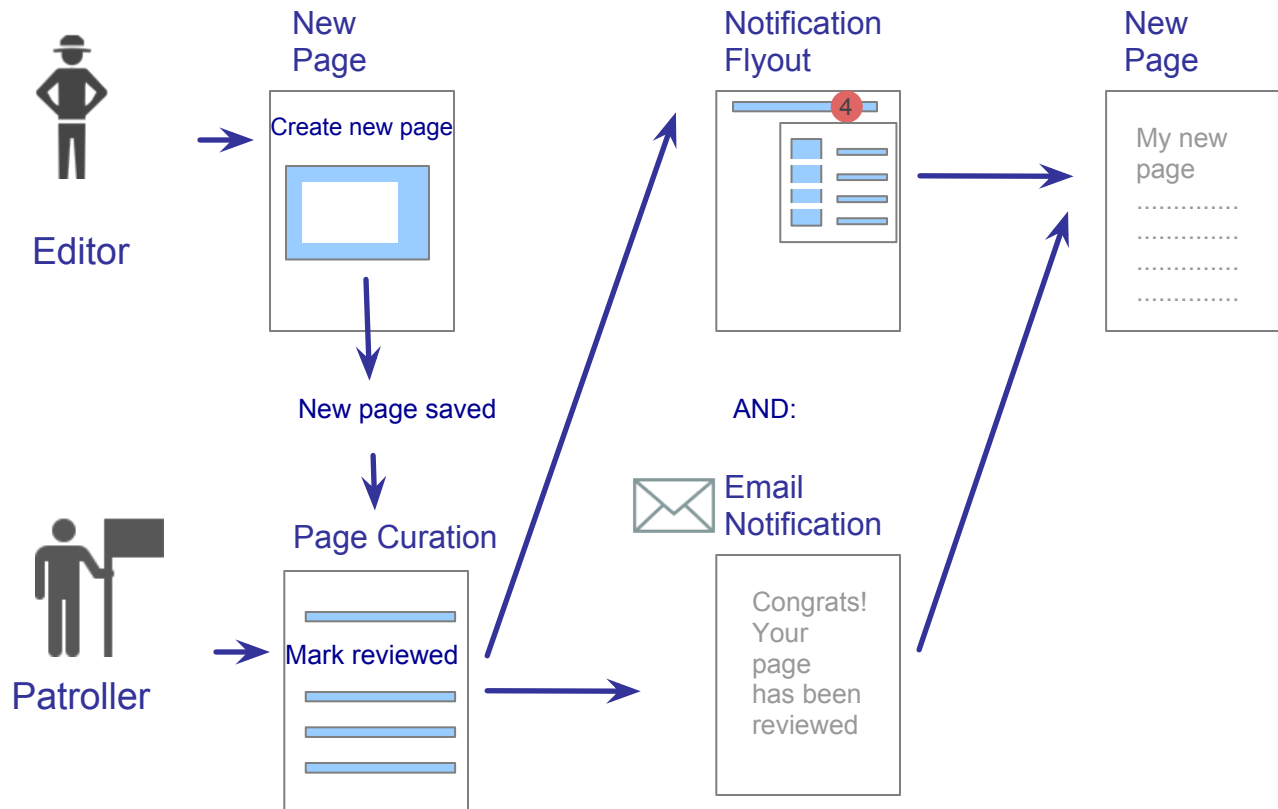 New
Page
Notification
Flyout
New
Page
Create new page
4
My new
page
..............
..............
..............
..............
Editor
New page saved
AND:
Email
Notification
Page Curation
Mark reviewed
Congrats!
Your
page
has been
reviewed
Patroller